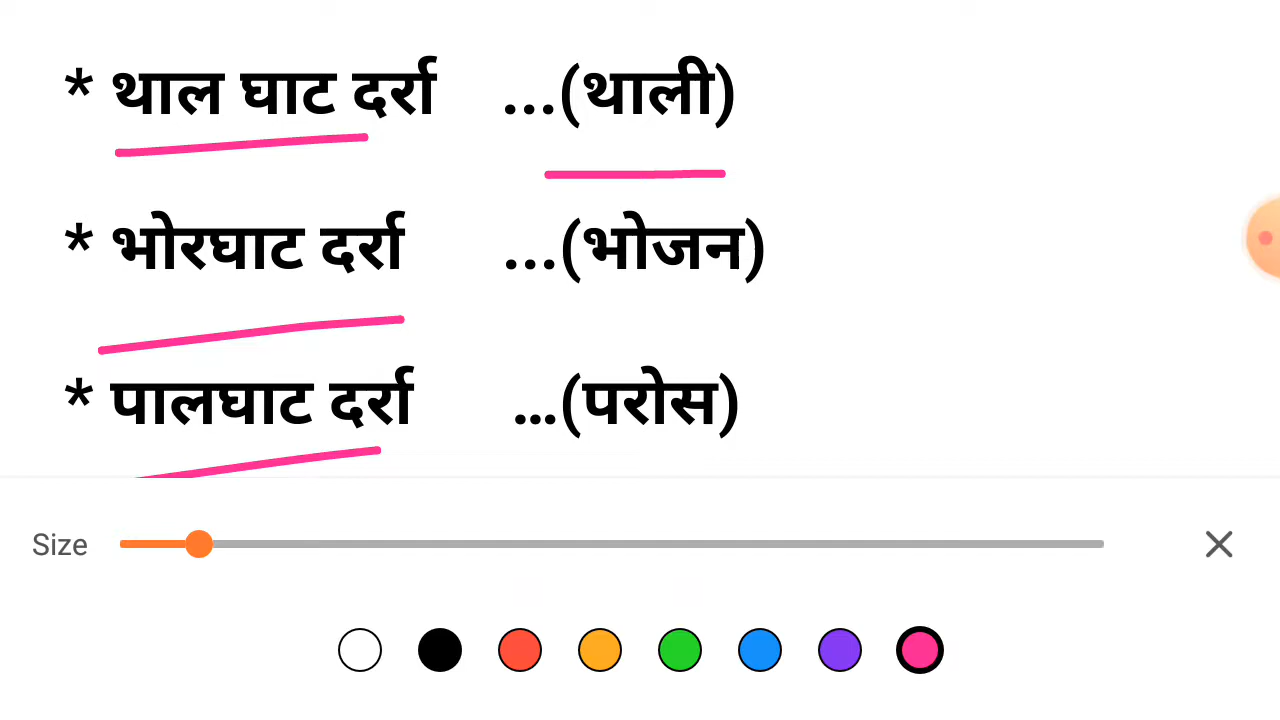 * थाल घाट दर्रा ...(थाली)
* भोरघाट दर्रा ...(भोजन)
* पालघाट दर्रा ...(परोस)
Size